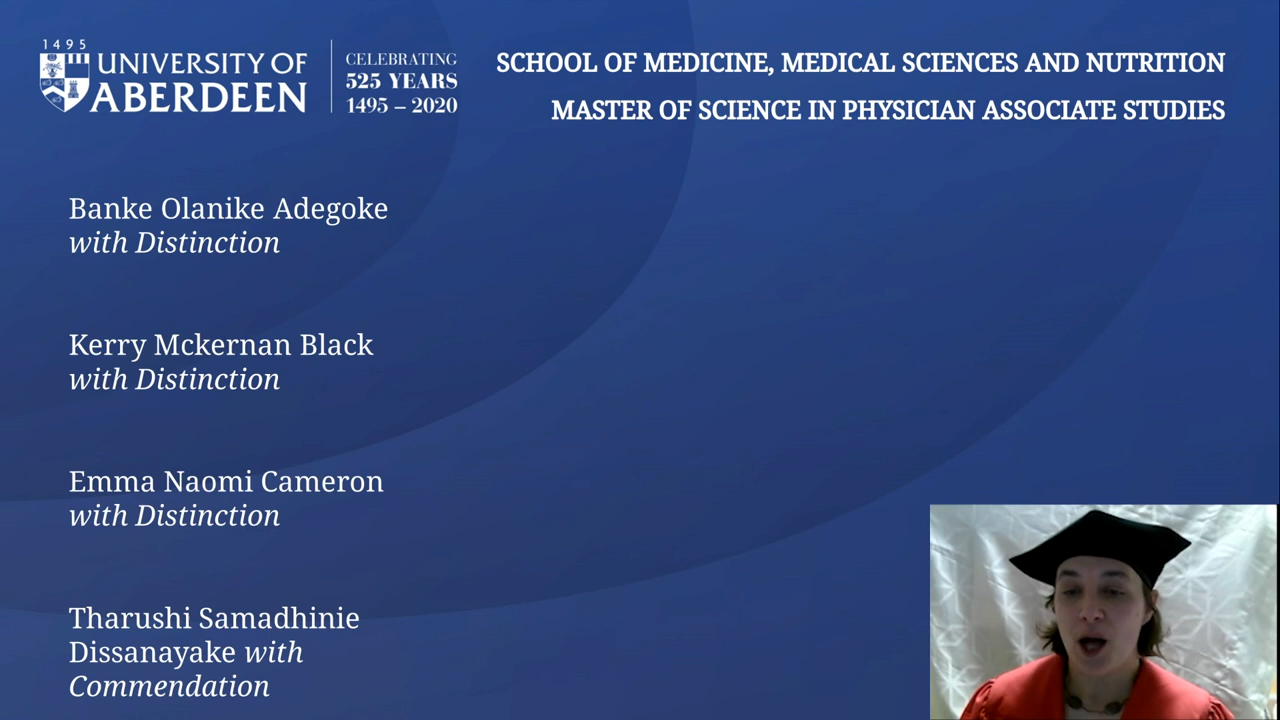 1495
UNIVERSITY OF
ABERDEEN
CELEBRATING
525 YEARS
1495 – 2020
SCHOOL OF MEDICINE, MEDICAL SCIENCES AND NUTRITION
MASTER OF SCIENCE IN PHYSICIAN ASSOCIATE STUDIES
Banke Olanike Adegoke
with Distinction
Kerry Mckernan Black
with Distinction
Emma Naomi Cameron
with Distinction
Tharushi Samadhinie
Dissanayake with
Commendation